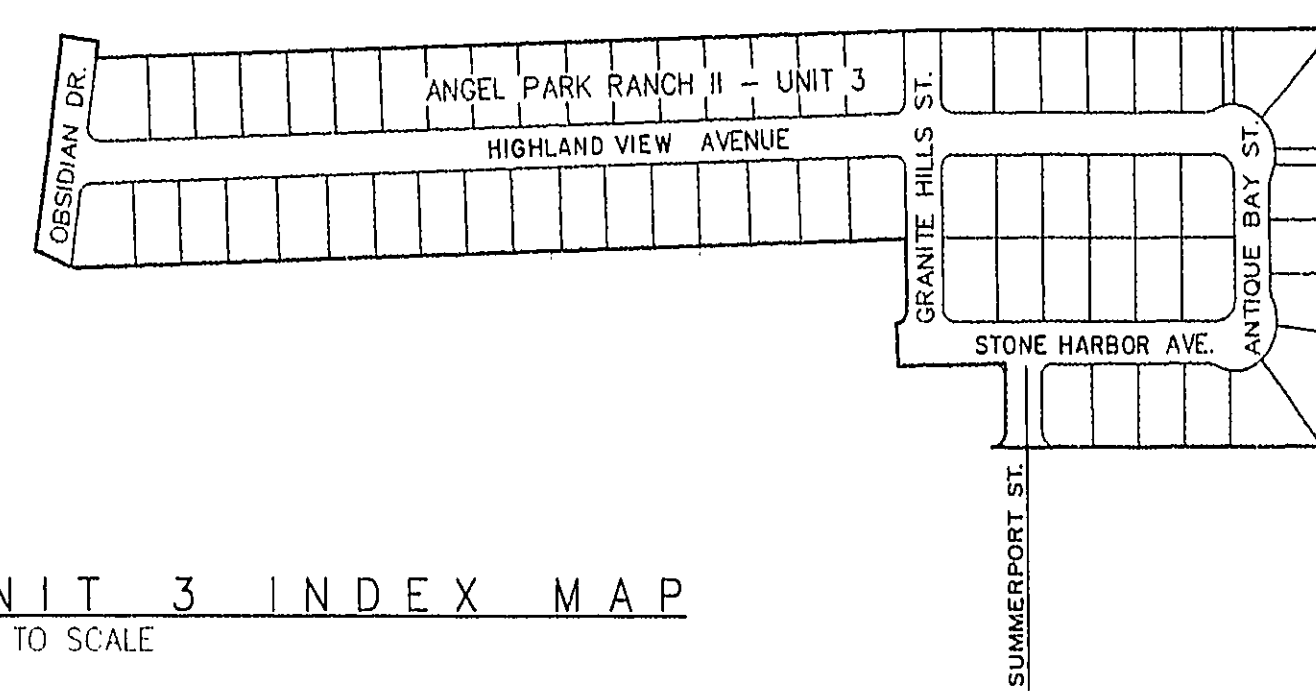 OBSIDIAN DR.
ANGEL PARK RANCH II - UNIT 3
HIGHLAND VIEW AVENUE
GRANITE HILLS ST.
ANTIQUE BAY ST.
STONE HARBOR AVE.
SUMMERPORT ST.
NIT 3 INDEX MAP
TO SCALE